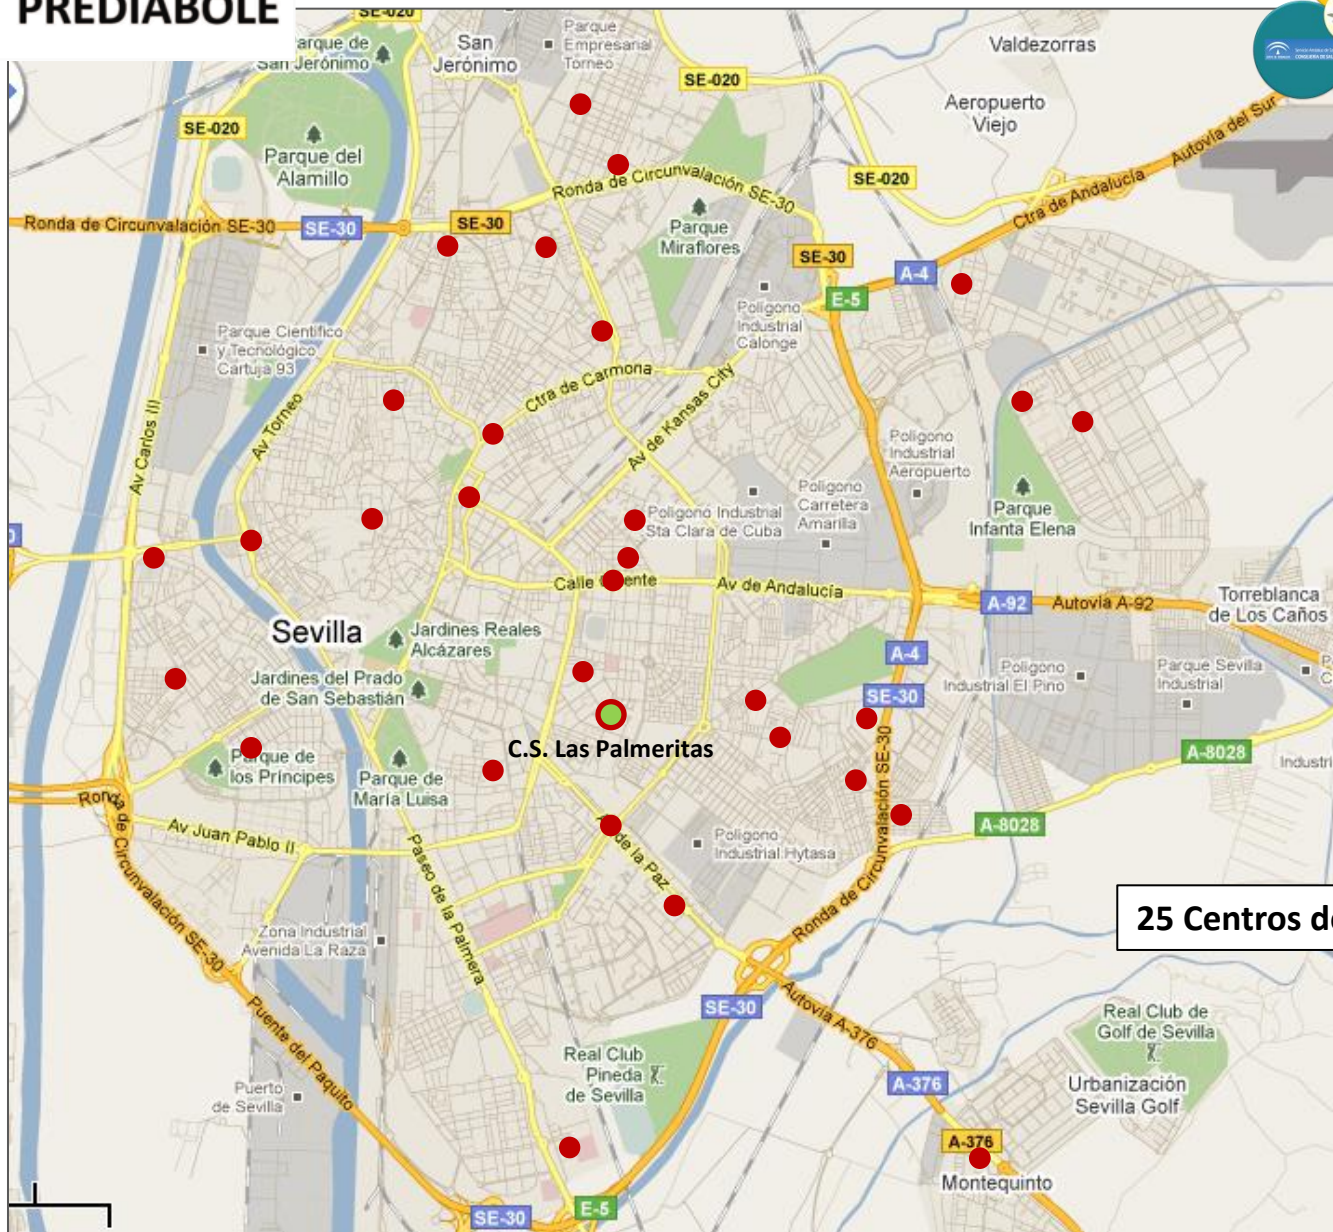 PREDIABOLE
SE-020
San
Jerónimo
Parque
Empresarial
Torneo
Valdezorras
arque de
San Jerónimo
SE-020
Aeropuerto
Viejo
SE-020
Parque del
Alamillo
SE-020
Autovía del Sur
Ronda de Circunvalación SE-30
Ctra de Andalucía
Ronda de Circunvalación SE-30
SE-30
SE-30
Parque
Miraflores
SE-30
A-4
E-5
Polígono
Industrial
Calonge
Parque Científico
y Tecnológico
Cartuja 93
Ctra de Carmona
Av de Kansas City
Av Torneo
Av Carlos III
Polígono
Industrial
Aeropuerto
Polígono
Carretera
Amarilla
Polígono Industrial
Sta Clara de Cuba
Parque
Infanta Elena
Av de Andalucía
A-92
Autovía A-92
Torreblanca
de Los Caños
Sevilla
Jardines Reales
Alcázares
A-4
Jardines del Prado
de San Sebastián
SE-30
Polígono
Industrial El Pino
Parque Sevilla
Industrial
C.S. Las Palmeritas
Parque de
los Príncipes
Parque de
María Luisa
A-8028
Ronda de Circunvalación SE-30
Av Juan Pablo II
Paseo de la Palmera
de la Paz
Polígono
Industrial Hytasa
A-8028
Ronda de Circunvalación SE-30
25 Centros de
Zona Industrial
Avenida La Raza
SE-30
Autovía A-376
Puente del Paquito
Real Club de
Golf de Sevilla
Real Club
Pineda
de Sevilla
Puerto
de Sevilla
A-376
Urbanización
Sevilla Golf
A-376
Montequinto
SE-30
E-5